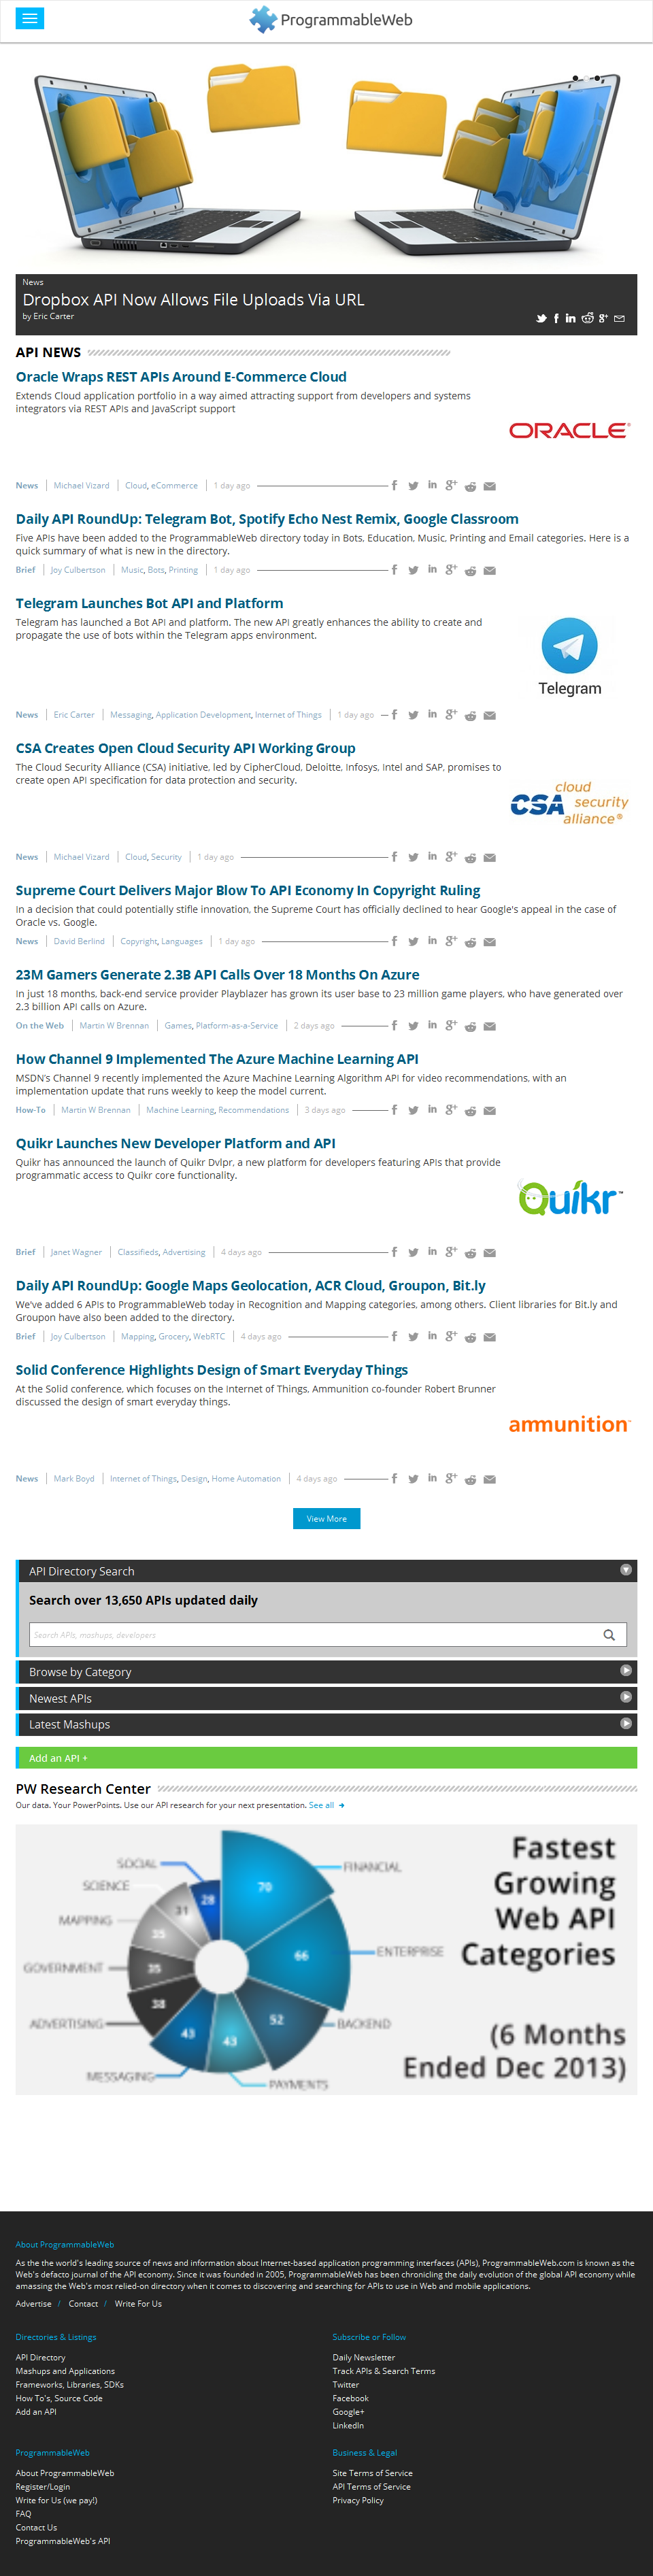 ProgrammableWeb
News
Dropbox API Now Allows File Uploads Via URL
by Eric Carter
API NEWS
Oracle Wraps REST APIs Around E-Commerce Cloud
Extends Cloud application portfolio in a way aimed attracting support from developers and systems
integrators via REST APIs and JavaScript support
ORACLE
News Michael Vizard Cloud, eCommerce 1 day ago
Daily API RoundUp: Telegram Bot, Spotify Echo Nest Remix, Google Classroom
Five APIs have been added to the ProgrammableWeb directory today in Bots, Education, Music, Printing and Email categories. Here is a
quick summary of what is new in the directory.
Brief Joy Culbertson Music, Bots, Printing 1 day ago
Telegram Launches Bot API and Platform
Telegram has launched a Bot API and platform. The new API greatly enhances the ability to create and
propagate the use of bots within the Telegram apps environment.
Telegram
News Eric Carter Messaging, Application Development, Internet of Things 1 day ago
CSA Creates Open Cloud Security API Working Group
The Cloud Security Alliance (CSA) initiative, led by CipherCloud, Deloitte, Infosys, Intel and SAP, promises to
create open API specification for data protection and security.
CSA cloud
security
alliance®
News Michael Vizard Cloud, Security 1 day ago
Supreme Court Delivers Major Blow To API Economy In Copyright Ruling
In a decision that could potentially stifle innovation, the Supreme Court has officially declined to hear Google's appeal in the case of
Oracle vs. Google.
News David Berlind Copyright, Languages 1 day ago
23M Gamers Generate 2.3B API Calls Over 18 Months On Azure
In just 18 months, back-end service provider Playblazer has grown its user base to 23 million game players, who have generated over
2.3 billion API calls on Azure.
On the Web Martin W Brennan Games, Platform-as-a-Service 2 days ago
How Channel 9 Implemented The Azure Machine Learning API
MSDN's Channel 9 recently implemented the Azure Machine Learning Algorithm API for video recommendations, with an
implementation update that runs weekly to keep the model current.
How-To Martin W Brennan Machine Learning, Recommendations 3 days ago
Quikr Launches New Developer Platform and API
Quikr has announced the launch of Quikr Dvlpr, a new platform for developers featuring APIs that provide
programmatic access to Quikr core functionality.
Quikr™
Brief Janet Wagner Classifieds, Advertising 4 days ago
Daily API RoundUp: Google Maps Geolocation, ACR Cloud, Groupon, Bit.ly
We've added 6 APIs to ProgrammableWeb today in Recognition and Mapping categories, among others. Client libraries for Bit.ly and
Groupon have also been added to the directory.
Brief Joy Culbertson Mapping, Grocery, WebRTC 4 days ago
Solid Conference Highlights Design of Smart Everyday Things
At the Solid conference, which focuses on the Internet of Things, Ammunition co-founder Robert Brunner
discussed the design of smart everyday things.
ammunition
News Mark Boyd Internet of Things, Design, Home Automation 4 days ago
View More
API Directory Search
Search over 13,650 APIs updated daily
Search APIs, mashups, developers
Browse by Category
Newest APIs
Latest Mashups
Add an API +
PW Research Center
Our data. Your PowerPoints. Use our API research for your next presentation. See all
Fastest
Growing
Web API
Categories
(6 Months
Ended Dec 2013)
SOCIAL 28
FINANCIAL 70
SCIENCE 31
MAPPING 35
ENTERPRISE 66
GOVERNMENT 35
ADVERTISING 38
BACKEND 52
MESSAGING 43
PAYMENTS 43
About ProgrammableWeb
As the the world's leading source of news and information about Internet-based application programming interfaces (APIs), ProgrammableWeb.com is known as the
Web's defacto journal of the API economy. Since it was founded in 2005, ProgrammableWeb has been chronicling the daily evolution of the global API economy while
amassing the Web's most relied-on directory when it comes to discovering and searching for APIs to use in Web and mobile applications.
Advertise / Contact / Write For Us
Directories & Listings
API Directory
Mashups and Applications
Frameworks, Libraries, SDKs
How To's, Source Code
Add an API
Subscribe or Follow
Daily Newsletter
Track APIs & Search Terms
Twitter
Facebook
Google+
LinkedIn
ProgrammableWeb
About ProgrammableWeb
Register/Login
Write for Us (we pay!)
FAQ
Contact Us
ProgrammableWeb's API
Business & Legal
Site Terms of Service
API Terms of Service
Privacy Policy